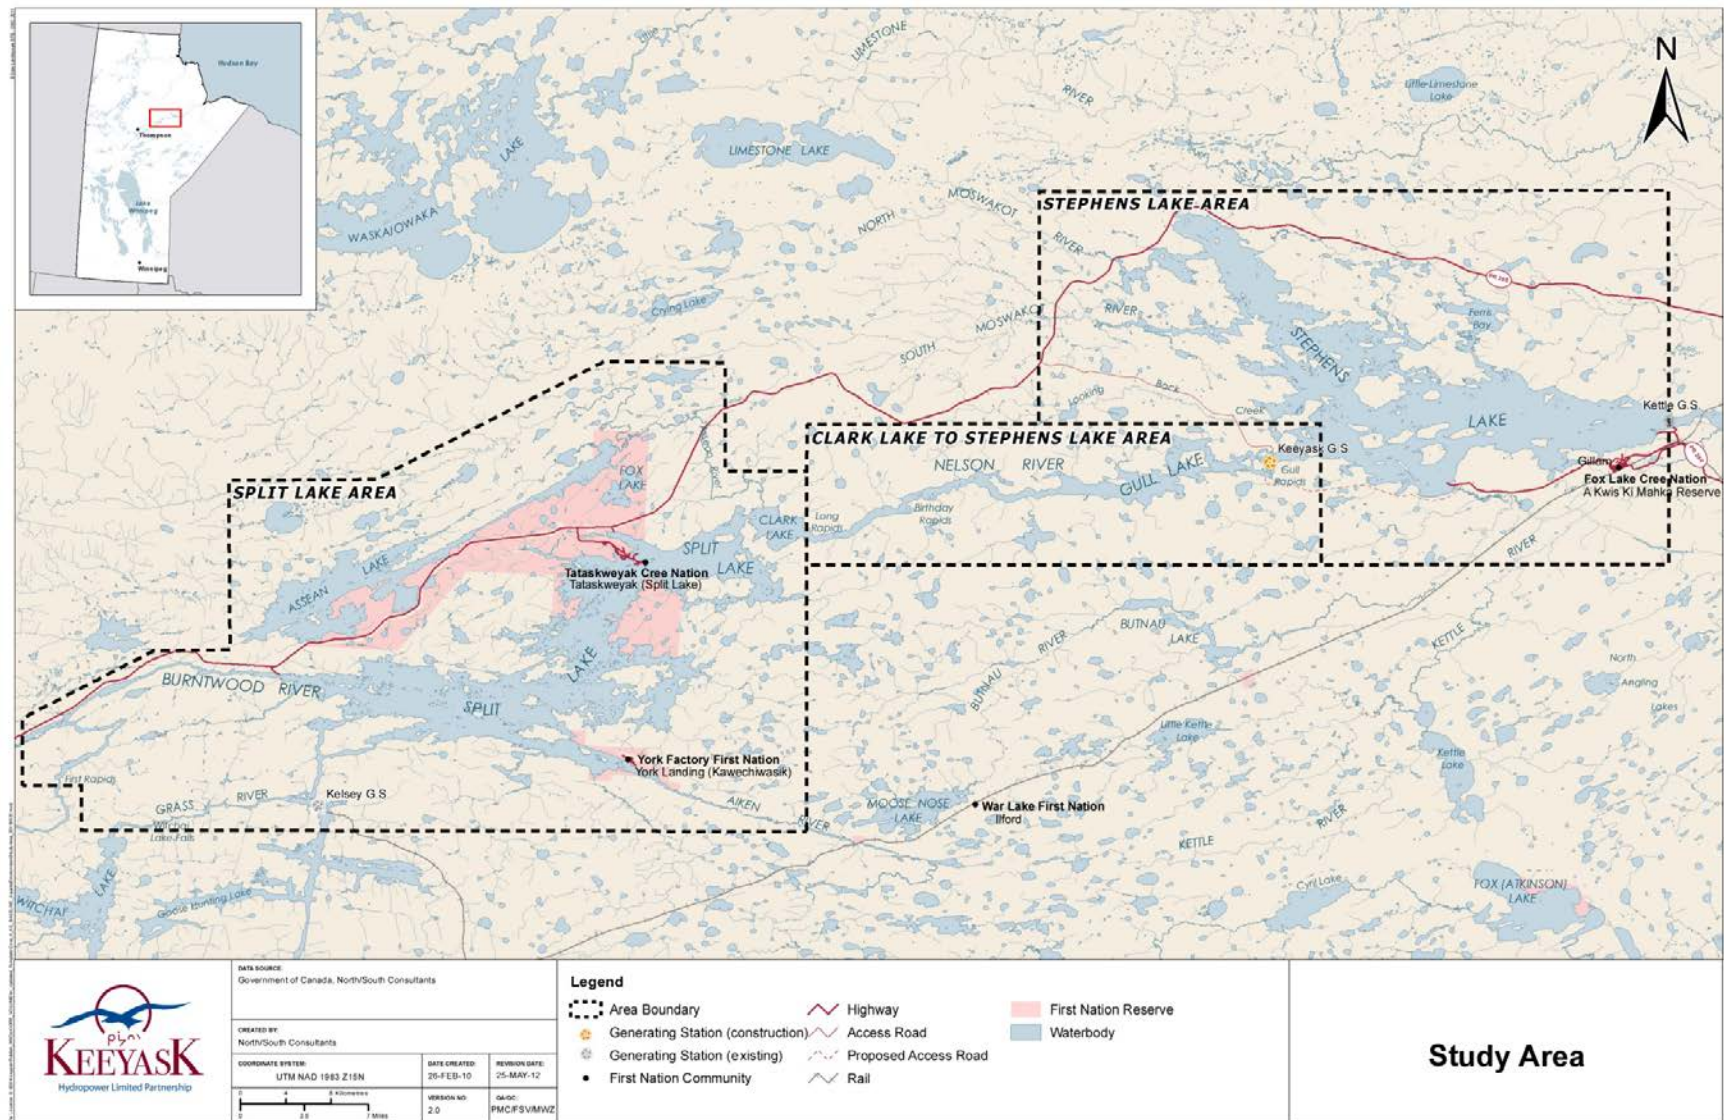 Hudson Bay
Thompson
Lake
Winnipeg
Winnipeg
N
LIMESTONE
RIVER
Little Limestone
Lake
LAKE
WASKAIOWAKA
LIMESTONE LAKE
NORTH
MOSWAKOT
RIVER
STEPHENS LAKE AREA
Crying Lake
SOUTH
MOSWAKOT
RIVER
Ferris
Bay
STEPHENS
LAKE
Looking
Back
Creek
Kettle G.S
CLARK LAKE TO STEPHENS LAKE AREA
NELSON RIVER
GULL LAKE
Keeyask G S
Gull
Rapids
Gillam
Fox Lake Cree Nation
A Kwis Ki Mahka Reserve
SPLIT LAKE AREA
FOX
LAKE
CLARK
LAKE
Long
Rapids
Birthday
Rapids
SPLIT
LAKE
ASSEAN LAKE
Tataskweyak Cree Nation
Tataskweyak (Split Lake)
LAKE
SPLIT
BURNTWOOD RIVER
BUTNAU
LAKE
BUTNAU RIVER
KETTLE
RIVER
North
Angling
Lakes
Little Kettle
Lake
Kettle
Lake
York Factory First Nation
York Landing (Kawechiwasik)
First Rapids
GRASS RIVER
Witchai
Lake Falls
Kelsey G S
AIKEN
RIVER
MOOSE NOSE
LAKE
War Lake First Nation
Ilford
KETTLE
RIVER
WITCHAI
LAKE
Goose Hunting Lake
Cyril Lake
FOX (ATKINSON)
LAKE
KEEYASK
Hydropower Limited Partnership
DATA SOURCE:
Government of Canada, North/South Consultants
CREATED BY:
North/South Consultants
COORDINATE SYSTEM:
UTM NAD 1983 Z15N
DATE CREATED:
26-FEB-10
REVISION DATE:
25-MAY-12
0 4 8 Kilometres
VERSION NO:
2.0
QA/QC:
PMC/FSV/MWZ
Legend
Area Boundary
Generating Station (construction)
Generating Station (existing)
First Nation Community
Highway
Access Road
Proposed Access Road
Rail
First Nation Reserve
Waterbody
Study Area